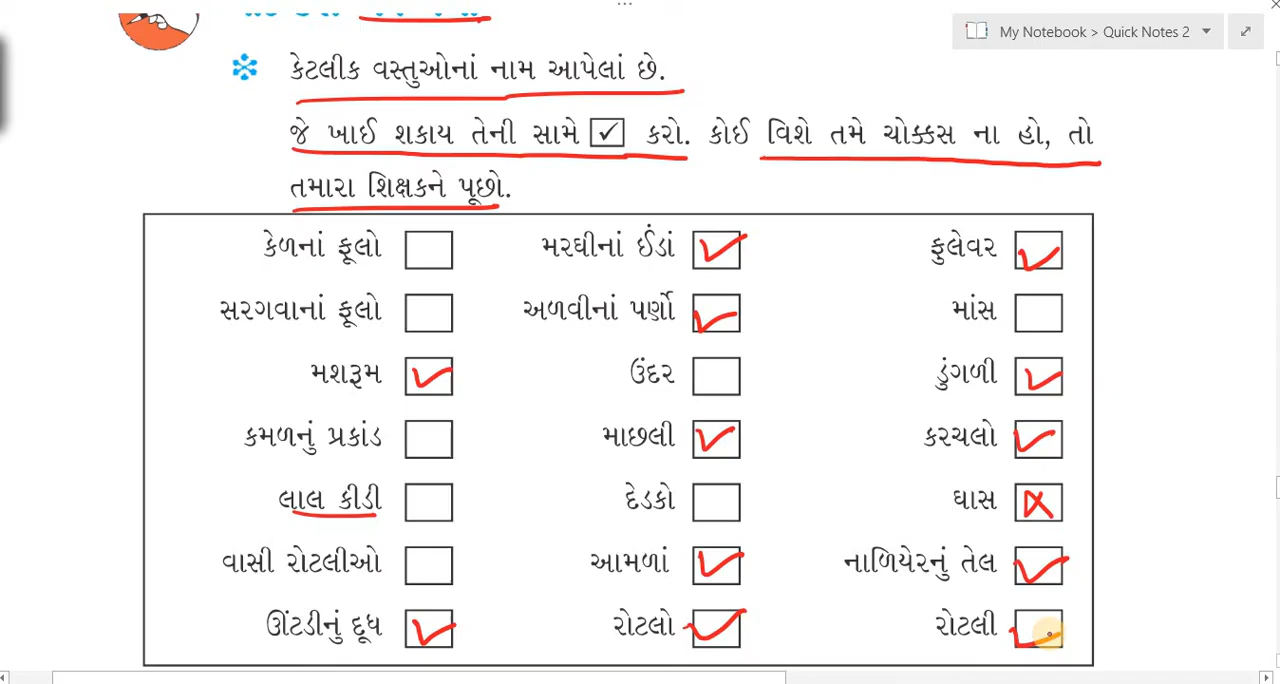 My Notebook > Quick Notes 2
કેટલીક વસ્તુઓનાં નામ આપેલાં છે.
જે ખાઈ શકાય તેની સામે ✓ કરો. કોઈ વિશે તમે ચોક્કસ ના હો, તો
તમારા શિક્ષકને પૂછો.
કેળનાં ફૂલો ☐ મરઘીનાં ઈંડાં ✓ ફુલેવર ✓
સરગવાનાં ફૂલો ☐ અળવીનાં પર્ણો ✓ માંસ ☐
મશરૂમ ✓ ઉંદર ☐ ડુંગળી ✓
કમળનું પ્રકાંડ ☐ માછલી ✓ કરચલો ✓
લાલ કીડી ☐ દેડકો ☐ ઘાસ ✗
વાસી રોટલીઓ ☐ આમળાં ✓ નાળિયેરનું તેલ ✓
ઊંટડીનું દૂધ ✓ રોટલો ✓ રોટલી ✓